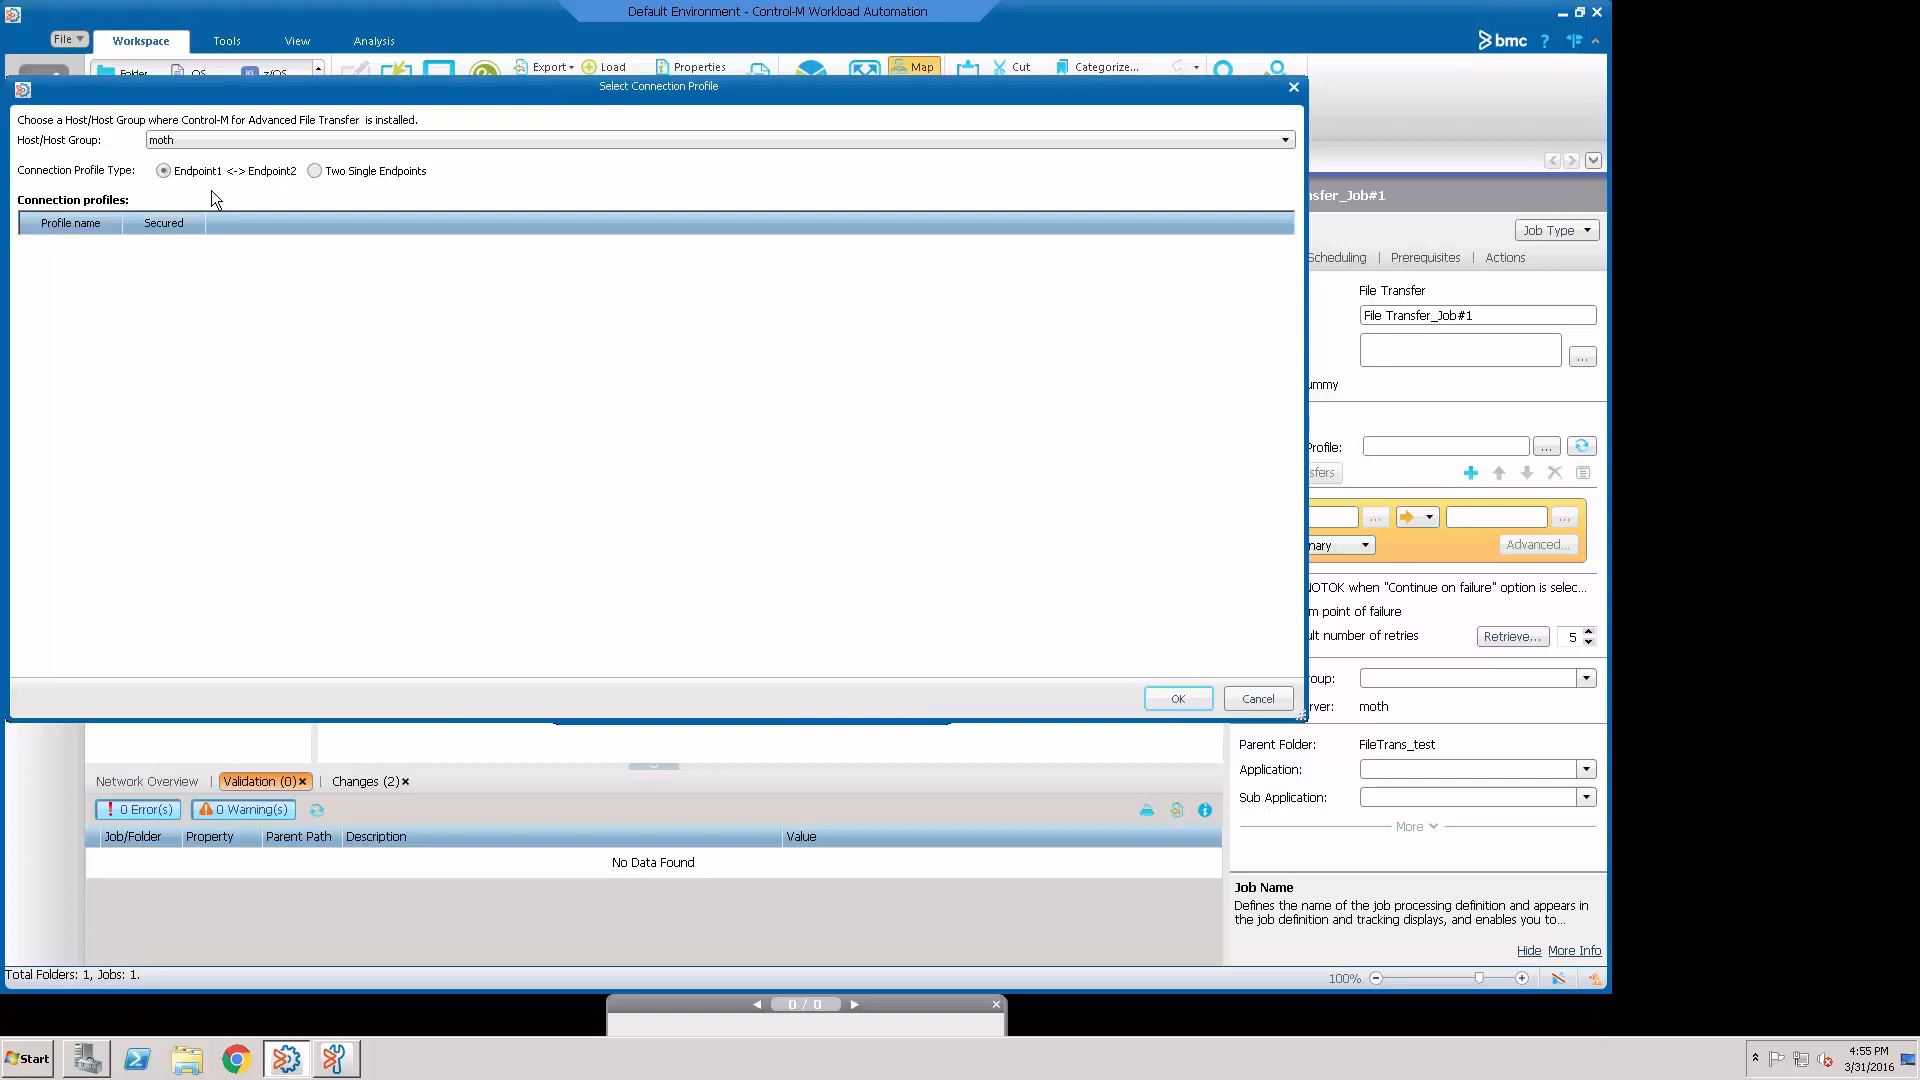 Default Environment - Control-M Workload Automation
File
Workspace
Tools
View
Analysis
bmc
?
Folder
OS
z/OS
Export
Load
Properties
Map
Cut
Categorize...
Select Connection Profile
Choose a Host/Host Group where Control-M for Advanced File Transfer is installed.
Host/Host Group:
moth
Connection Profile Type:
Endpoint1 <-> Endpoint2
Two Single Endpoints
Connection profiles:
Profile name
Secured
OK
Cancel
nsfer_Job#1
Job Type
Scheduling | Prerequisites | Actions
File Transfer
File Transfer_Job#1
...
ummy
Profile:
...
sfers
...
...
nary
Advanced...
NOTOK when "Continue on failure" option is selec...
m point of failure
ult number of retries
Retrieve...
5
oup:
rver:
moth
Parent Folder:
FileTrans_test
Application:
Sub Application:
More
Job Name
Defines the name of the job processing definition and appears in
the job definition and tracking displays, and enables you to...
Hide
More Info
Network Overview
Validation (0)
Changes (2)
0 Error(s)
0 Warning(s)
Job/Folder
Property
Parent Path
Description
Value
No Data Found
Total Folders: 1, Jobs: 1.
100%
0 / 0
Start
4:55 PM
3/31/2016